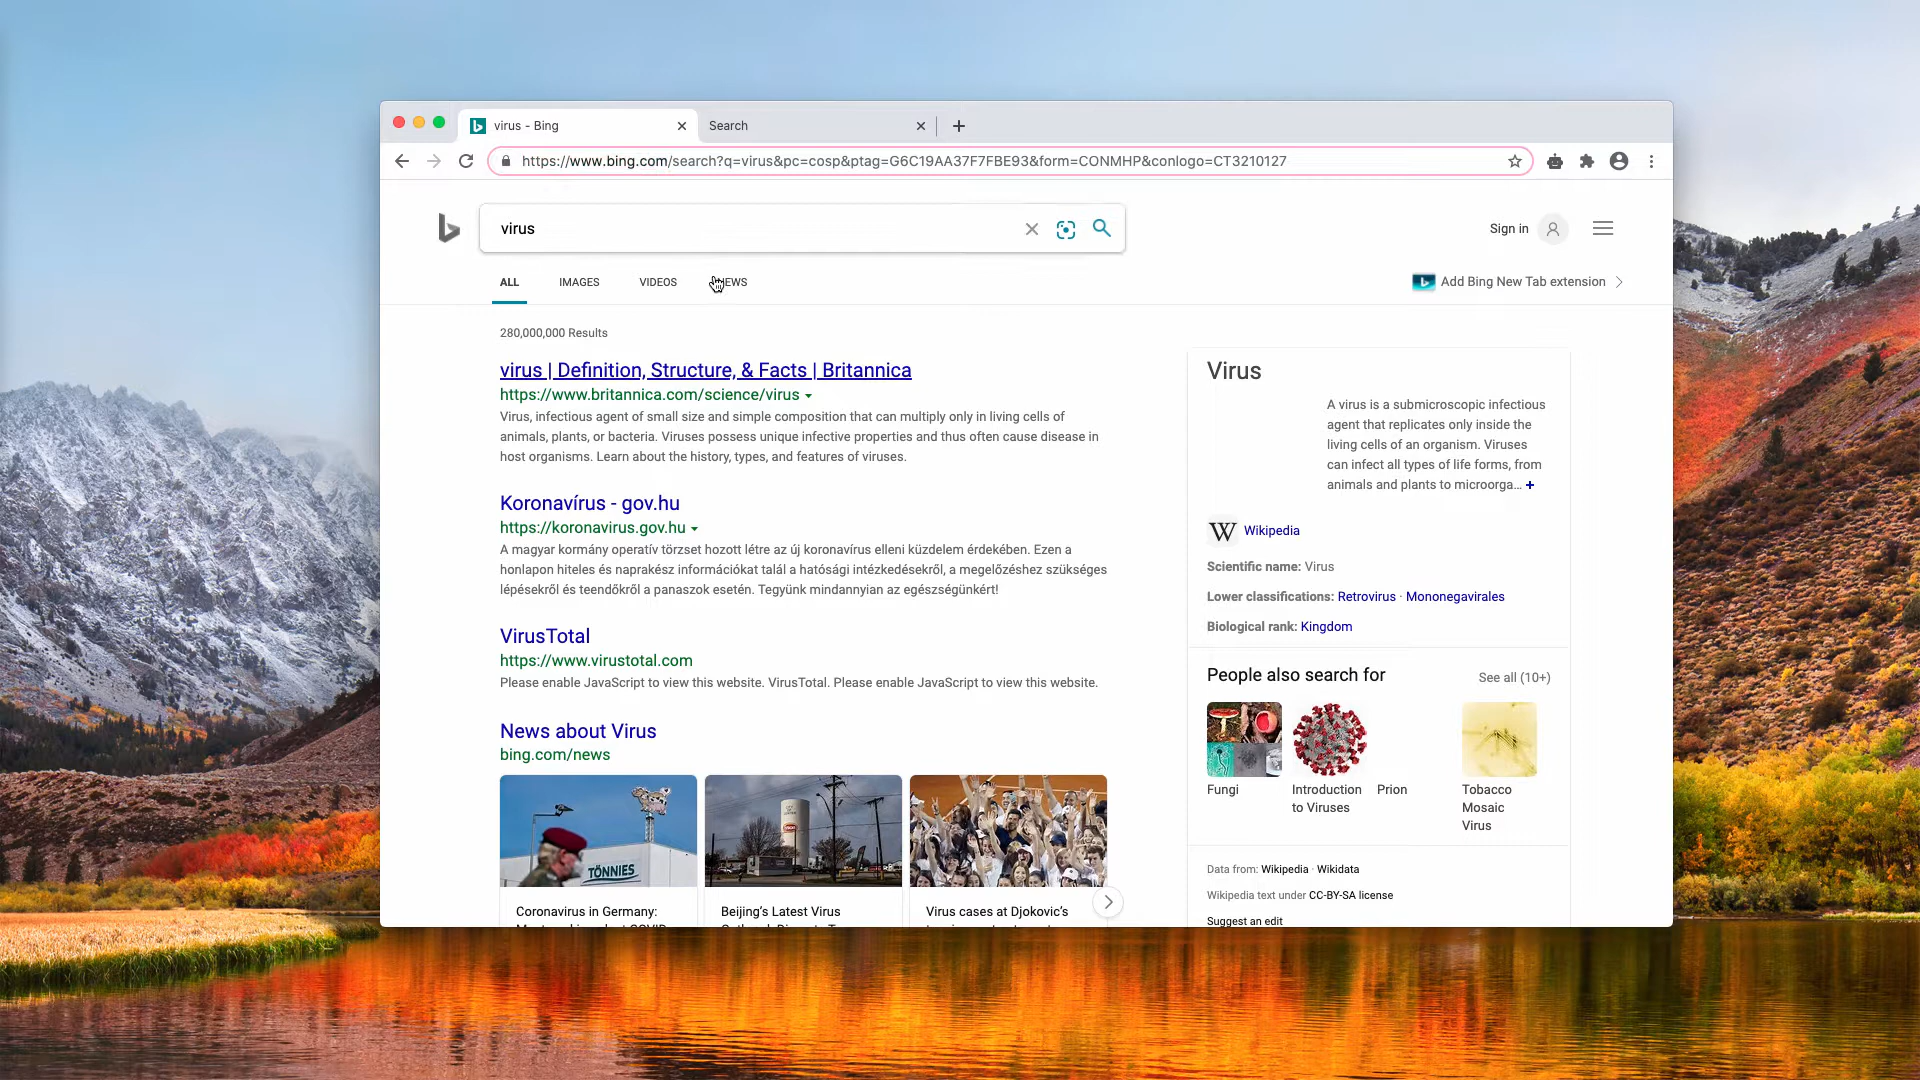 virus - Bing
Search
https://www.bing.com/search?q=virus&pc=cosp&ptag=G6C19AA37F7FBE93&form=CONMHP&conlogo=CT3210127
virus
Sign in
ALL IMAGES VIDEOS NEWS
Add Bing New Tab extension
280,000,000 Results
virus | Definition, Structure, & Facts | Britannica
https://www.britannica.com/science/virus
Virus, infectious agent of small size and simple composition that can multiply only in living cells of
animals, plants, or bacteria. Viruses possess unique infective properties and thus often cause disease in
host organisms. Learn about the history, types, and features of viruses.
Koronavírus - gov.hu
https://koronavirus.gov.hu
A magyar kormány operatív törzset hozott létre az új koronavírus elleni küzdelem érdekében. Ezen a
honlapon hiteles és naprakész információkat talál a hatósági intézkedésekről, a megelőzéshez szükséges
lépésekről és teendőkről a panaszok esetén. Tegyünk mindannyian az egészségünkért!
VirusTotal
https://www.virustotal.com
Please enable JavaScript to view this website. VirusTotal. Please enable JavaScript to view this website.
News about Virus
bing.com/news
TÖNNIES
Coronavirus in Germany:
Beijing's Latest Virus
Virus cases at Djokovic's
Virus
A virus is a submicroscopic infectious
agent that replicates only inside the
living cells of an organism. Viruses
can infect all types of life forms, from
animals and plants to microorga... +
W Wikipedia
Scientific name: Virus
Lower classifications: Retrovirus · Mononegavirales
Biological rank: Kingdom
People also search for
See all (10+)
Fungi
Introduction
to Viruses
Prion
Tobacco
Mosaic
Virus
Data from: Wikipedia · Wikidata
Wikipedia text under CC-BY-SA license
Suggest an edit